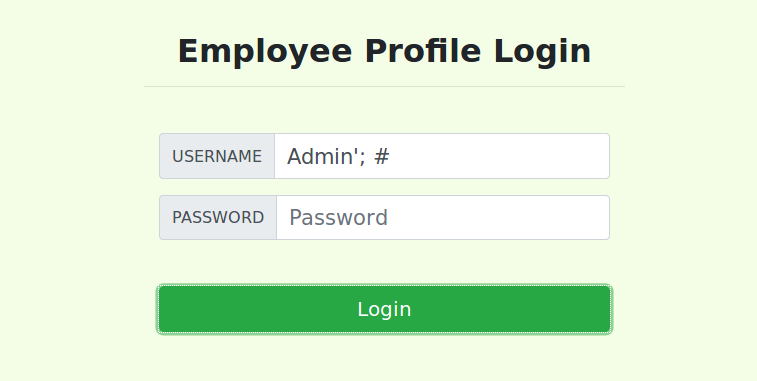 Employee Profile Login
USERNAME Admin'; #
PASSWORD Password
Login